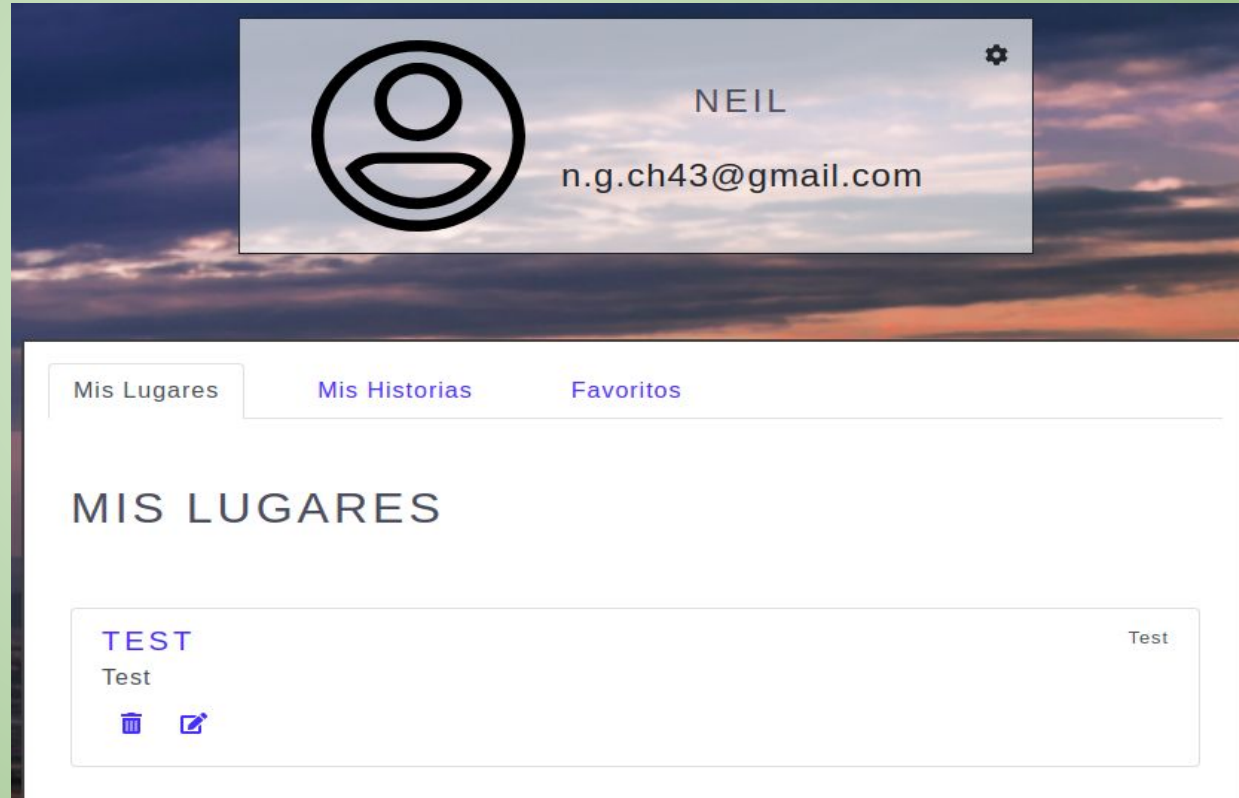 NEIL
n.g.ch43@gmail.com
Mis Lugares Mis Historias Favoritos
MIS LUGARES
TEST Test
Test